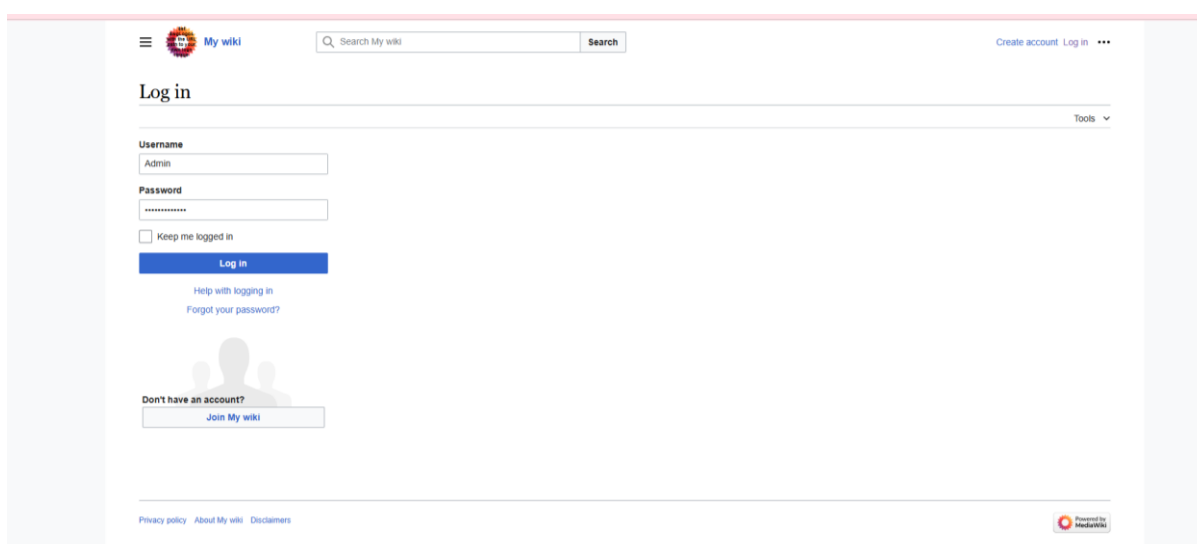 My wiki
Search My wiki
Search
Create account Log in
Log in
Tools
Username
Admin
Password
•••••••••••••
Keep me logged in
Log in
Help with logging in
Forgot your password?
Don't have an account?
Join My wiki
Privacy policy About My wiki Disclaimers
Powered by
MediaWiki